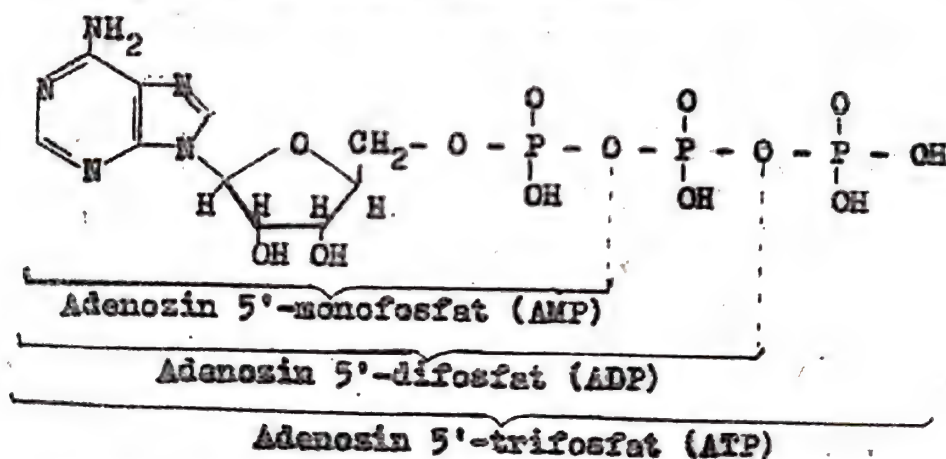 NH2
O O O
N N
O CH2 - O - P - O - P - O - P - OH
N N
OH OH OH
H H H H
OH OH
Adenozin 5'-monofosfat (AMP)
Adenozin 5'-difosfat (ADP)
Adenozin 5'-trifosfat (ATP)